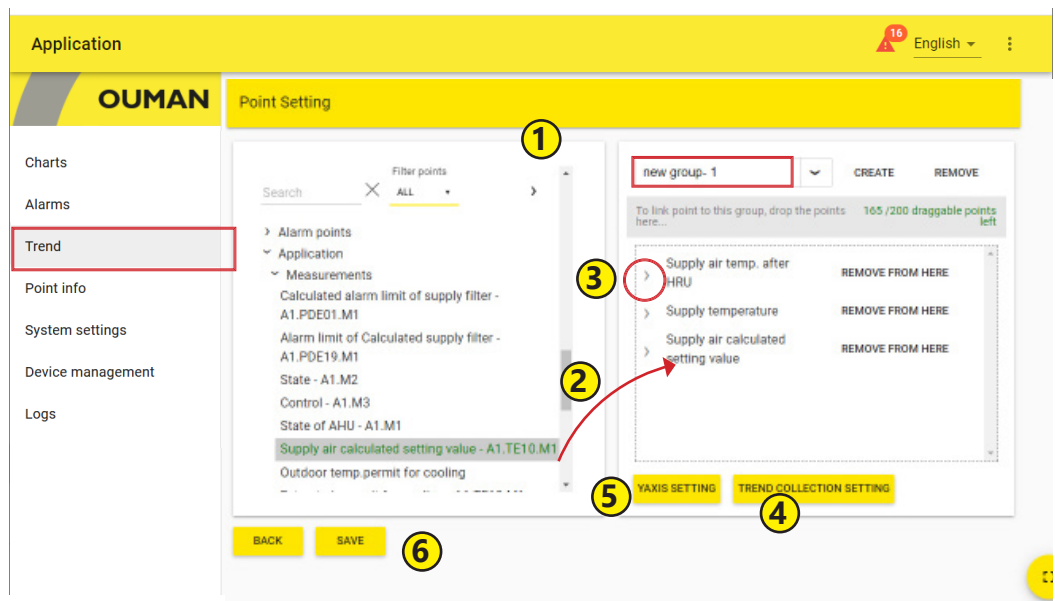 Application
16
English
OUMAN
Point Setting
Charts
Alarms
Trend
Point info
System settings
Device management
Logs
1
Filter points
Search
ALL
Alarm points
Application
Measurements
Calculated alarm limit of supply filter -
A1.PDE01.M1
Alarm limit of Calculated supply filter -
A1.PDE19.M1
State - A1.M2
Control - A1.M3
State of AHU - A1.M1
Supply air calculated setting value - A1.TE10.M1
Outdoor temp.permit for cooling
2
new group- 1
CREATE
REMOVE
To link point to this group, drop the points
here...
165 /200 draggable points
left
3
Supply air temp. after
HRU
REMOVE FROM HERE
Supply temperature
REMOVE FROM HERE
Supply air calculated
setting value
REMOVE FROM HERE
5
YAXIS SETTING
TREND COLLECTION SETTING
4
BACK
SAVE
6